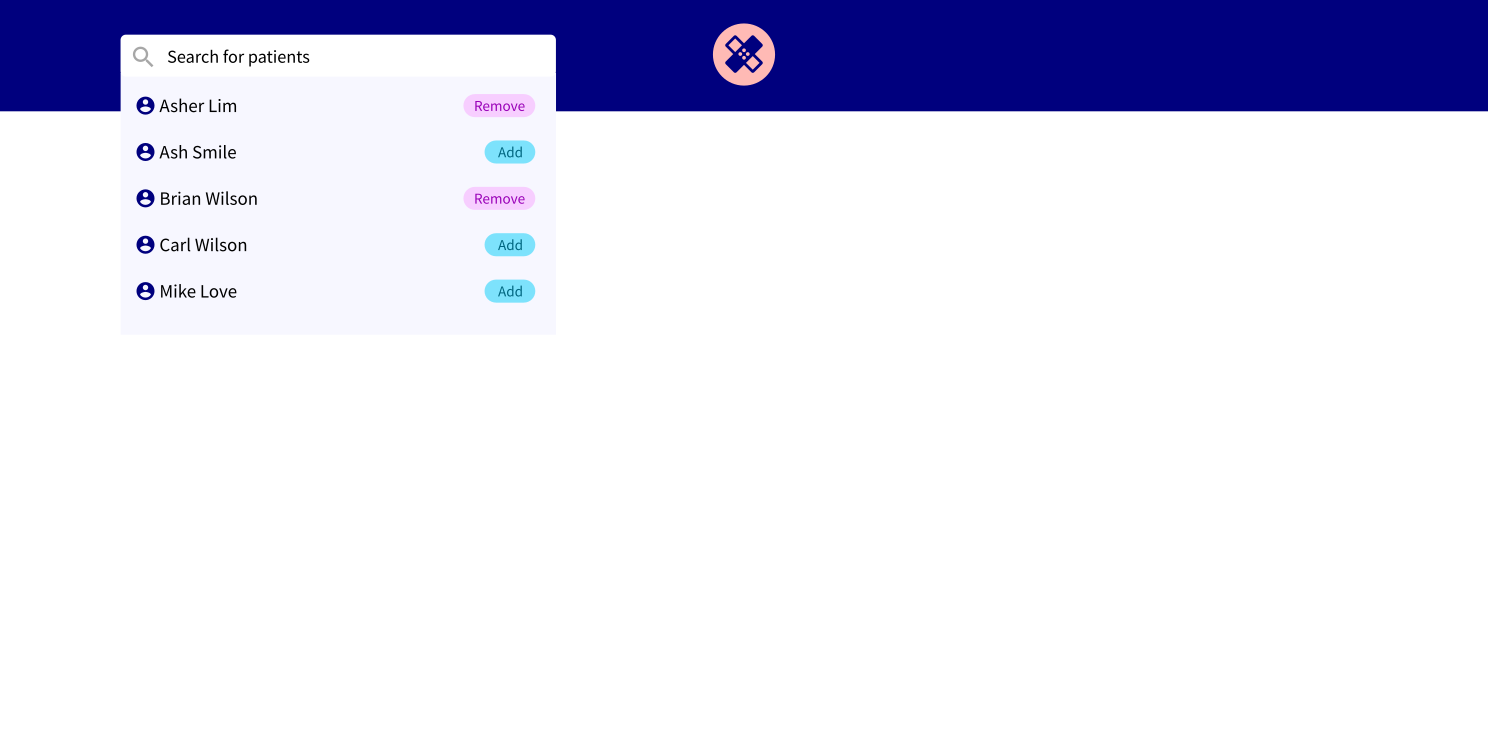 Search for patients
Asher Lim Remove
Ash Smile Add
Brian Wilson Remove
Carl Wilson Add
Mike Love Add